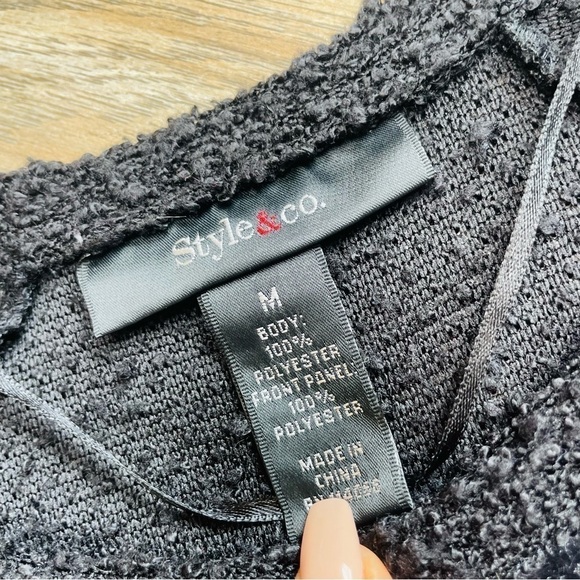 Style&co.
M
BODY:
100%
POLYESTER
FRONT PANEL:
100%
POLYESTER
MADE IN
CHINA